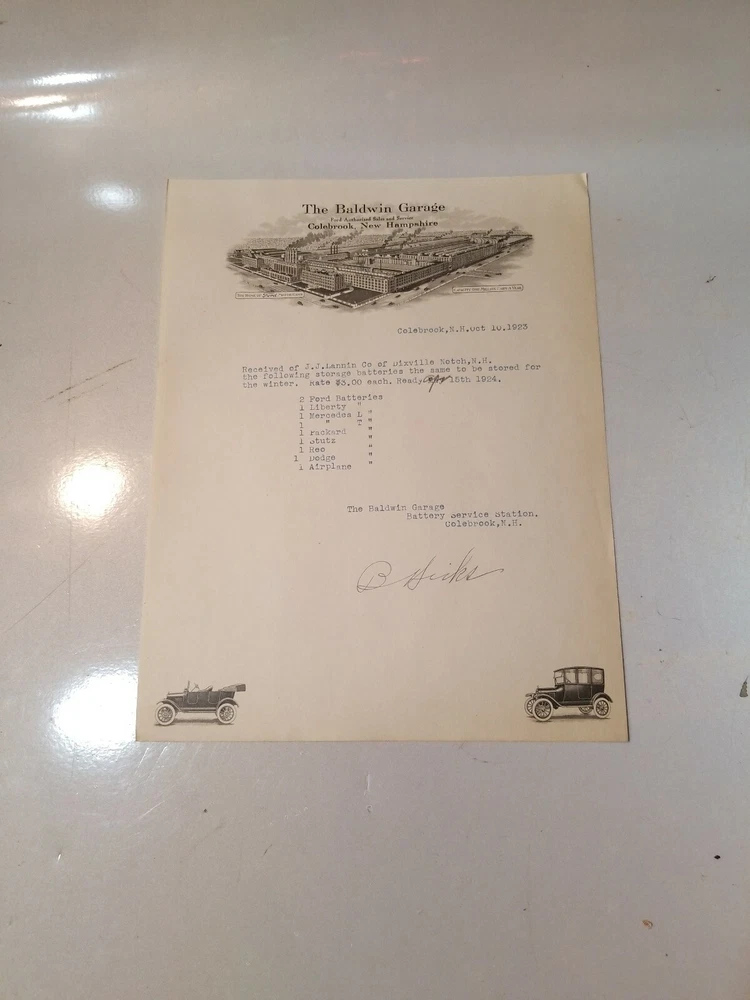 The Baldwin Garage
Ford Authorized Sales and Service
Colebrook, New Hampshire
Colebrook,N.H.Oct 10,1923
Received of J.J.Lannin Co of Dixville Notch,N.H.
the following storage batteries the same to be stored for
the winter. Rate $3.00 each. Ready Apr 15th 1924.
2 Ford Batteries
1 Liberty "
1 Mercedes L "
1 " T "
1 Packard "
1 Stutz "
1 Reo "
1 Dodge "
1 Airplane "
The Baldwin Garage
Battery Service Station.
Colebrook,N.H.
B Hicks